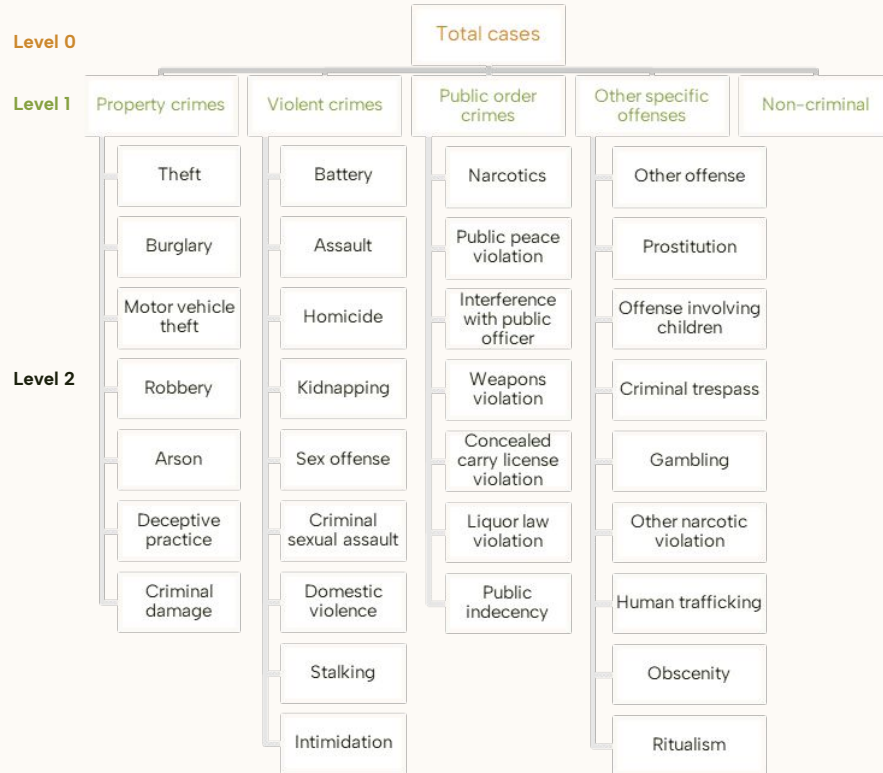 Level 0
Total cases
Level 1
Property crimes
Violent crimes
Public order
crimes
Other specific
offenses
Non-criminal
Level 2
Theft
Burglary
Motor vehicle
theft
Robbery
Arson
Deceptive
practice
Criminal
damage
Battery
Assault
Homicide
Kidnapping
Sex offense
Criminal
sexual assault
Domestic
violence
Stalking
Intimidation
Narcotics
Public peace
violation
Interference
with public
officer
Weapons
violation
Concealed
carry license
violation
Liquor law
violation
Public
indecency
Other offense
Prostitution
Offense involving
children
Criminal trespass
Gambling
Other narcotic
violation
Human trafficking
Obscenity
Ritualism